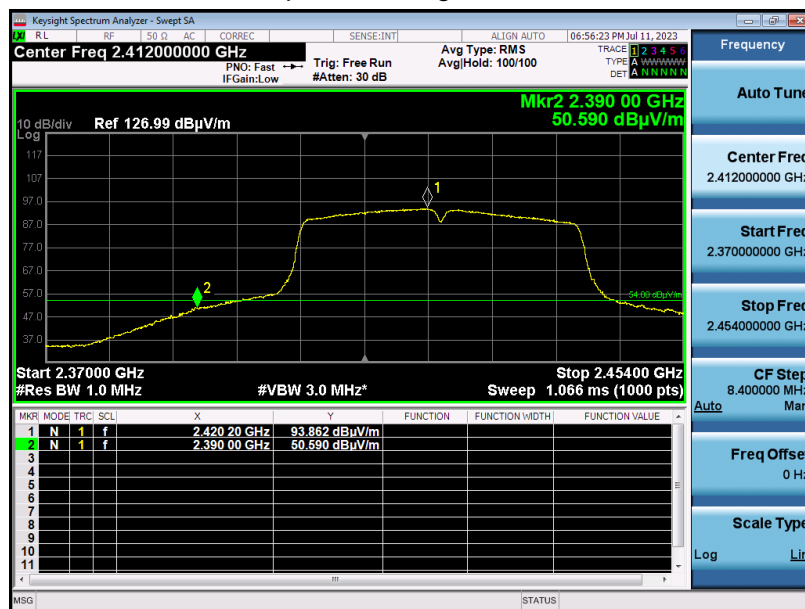 Keysight Spectrum Analyzer - Swept SA
LXI RL RF 50 Ω AC CORREC SENSE:INT ALIGN AUTO 06:56:23 PM Jul 11, 2023
Center Freq 2.412000000 GHz
PNO: Fast
IFGain:Low
Trig: Free Run
#Atten: 30 dB
Avg Type: RMS
Avg|Hold: 100/100
TRACE 1 2 3 4 5 6
TYPE A WWWWW
DET A N N N N N
Mkr2 2.390 00 GHz
50.590 dBµV/m
10 dB/div Ref 126.99 dBµV/m
Log
117
107
97.0
87.0
77.0
67.0
57.0
47.0
37.0
1
2
54.00 dBµV/m
Start 2.37000 GHz Stop 2.45400 GHz
#Res BW 1.0 MHz #VBW 3.0 MHz* Sweep 1.066 ms (1000 pts)
MKR MODE TRC SCL X Y FUNCTION FUNCTION WIDTH FUNCTION VALUE
1 N 1 f 2.420 20 GHz 93.862 dBµV/m
2 N 1 f 2.390 00 GHz 50.590 dBµV/m
3
4
5
6
7
8
9
10
11
MSG STATUS
Frequency
Auto Tune
Center Freq
2.412000000 GHz
Start Freq
2.370000000 GHz
Stop Freq
2.454000000 GHz
CF Step
8.400000 MHz
Auto Man
Freq Offset
0 Hz
Scale Type
Log Lin